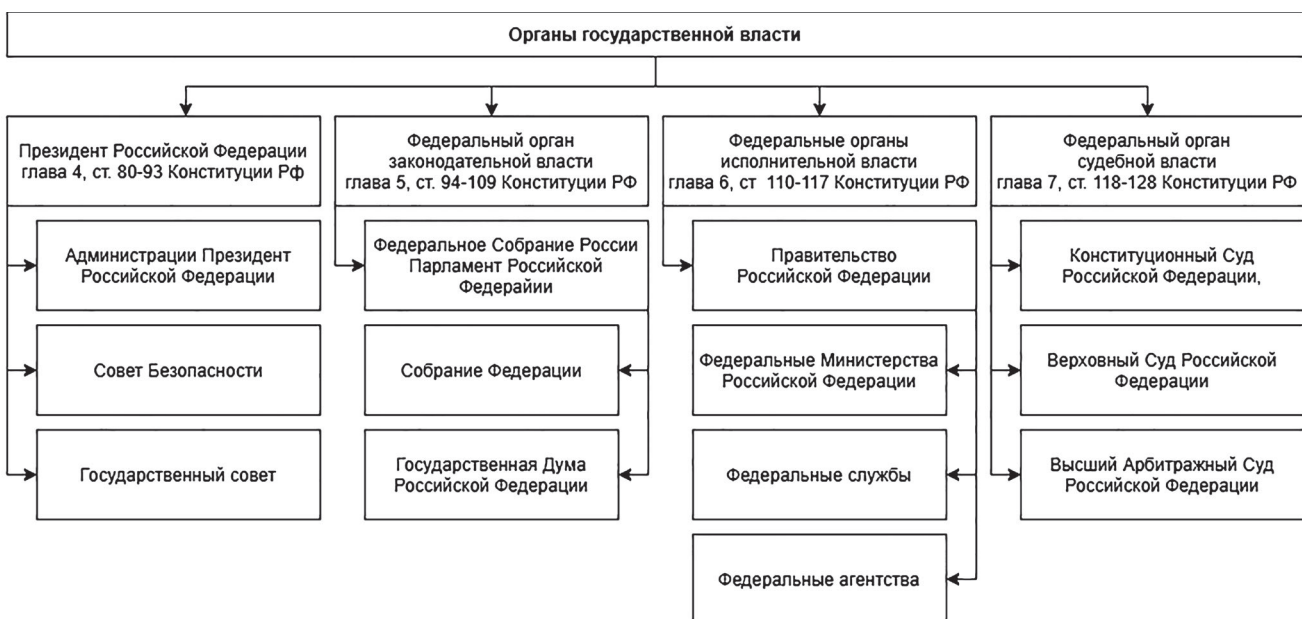 Органы государственной власти
Президент Российской Федерации
глава 4, ст. 80-93 Конституции РФ
Федеральный орган
законодательной власти
глава 5, ст. 94-109 Конституции РФ
Федеральные органы
исполнительной власти
глава 6, ст 110-117 Конституции РФ
Федеральный орган
судебной власти
глава 7, ст. 118-128 Конституции РФ
Администрации Президент
Российской Федерации
Совет Безопасности
Государственный совет
Федеральное Собрание России
Парламент Российской
Федерайии
Собрание Федерации
Государственная Дума
Российской Федерации
Правительство
Российской Федерации
Федеральные Министерства
Российской Федерации
Федеральные службы
Федеральные агентства
Конституционный Суд
Российской Федерации,
Верховный Суд Российской
Федерации
Высший Арбитражный Суд
Российской Федерации